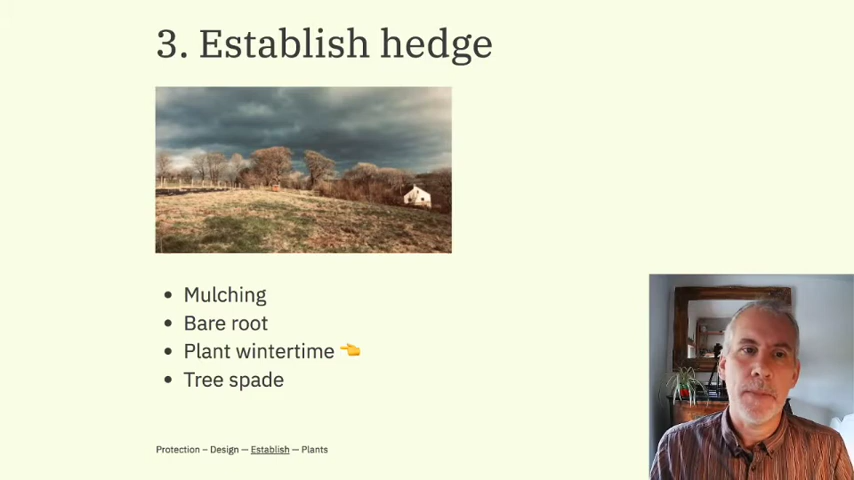 3. Establish hedge
Mulching
Bare root
Plant wintertime 👈
Tree spade
Protection – Design — Establish — Plants